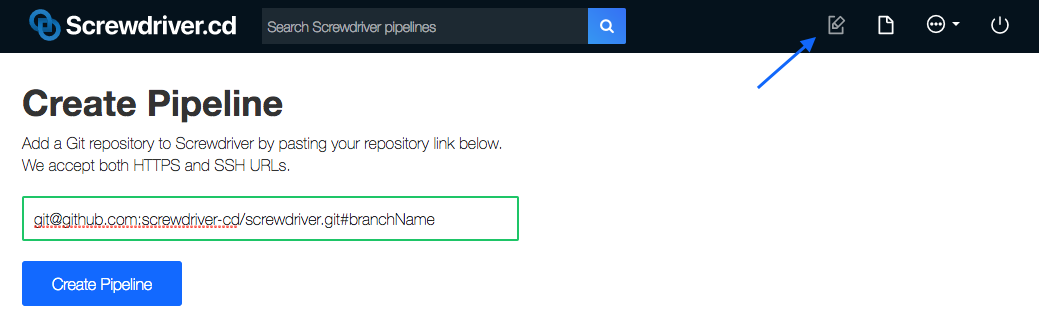 Screwdriver.cd
Search Screwdriver pipelines
Create Pipeline
Add a Git repository to Screwdriver by pasting your repository link below.
We accept both HTTPS and SSH URLs.
git@github.com:screwdriver-cd/screwdriver.git#branchName
Create Pipeline